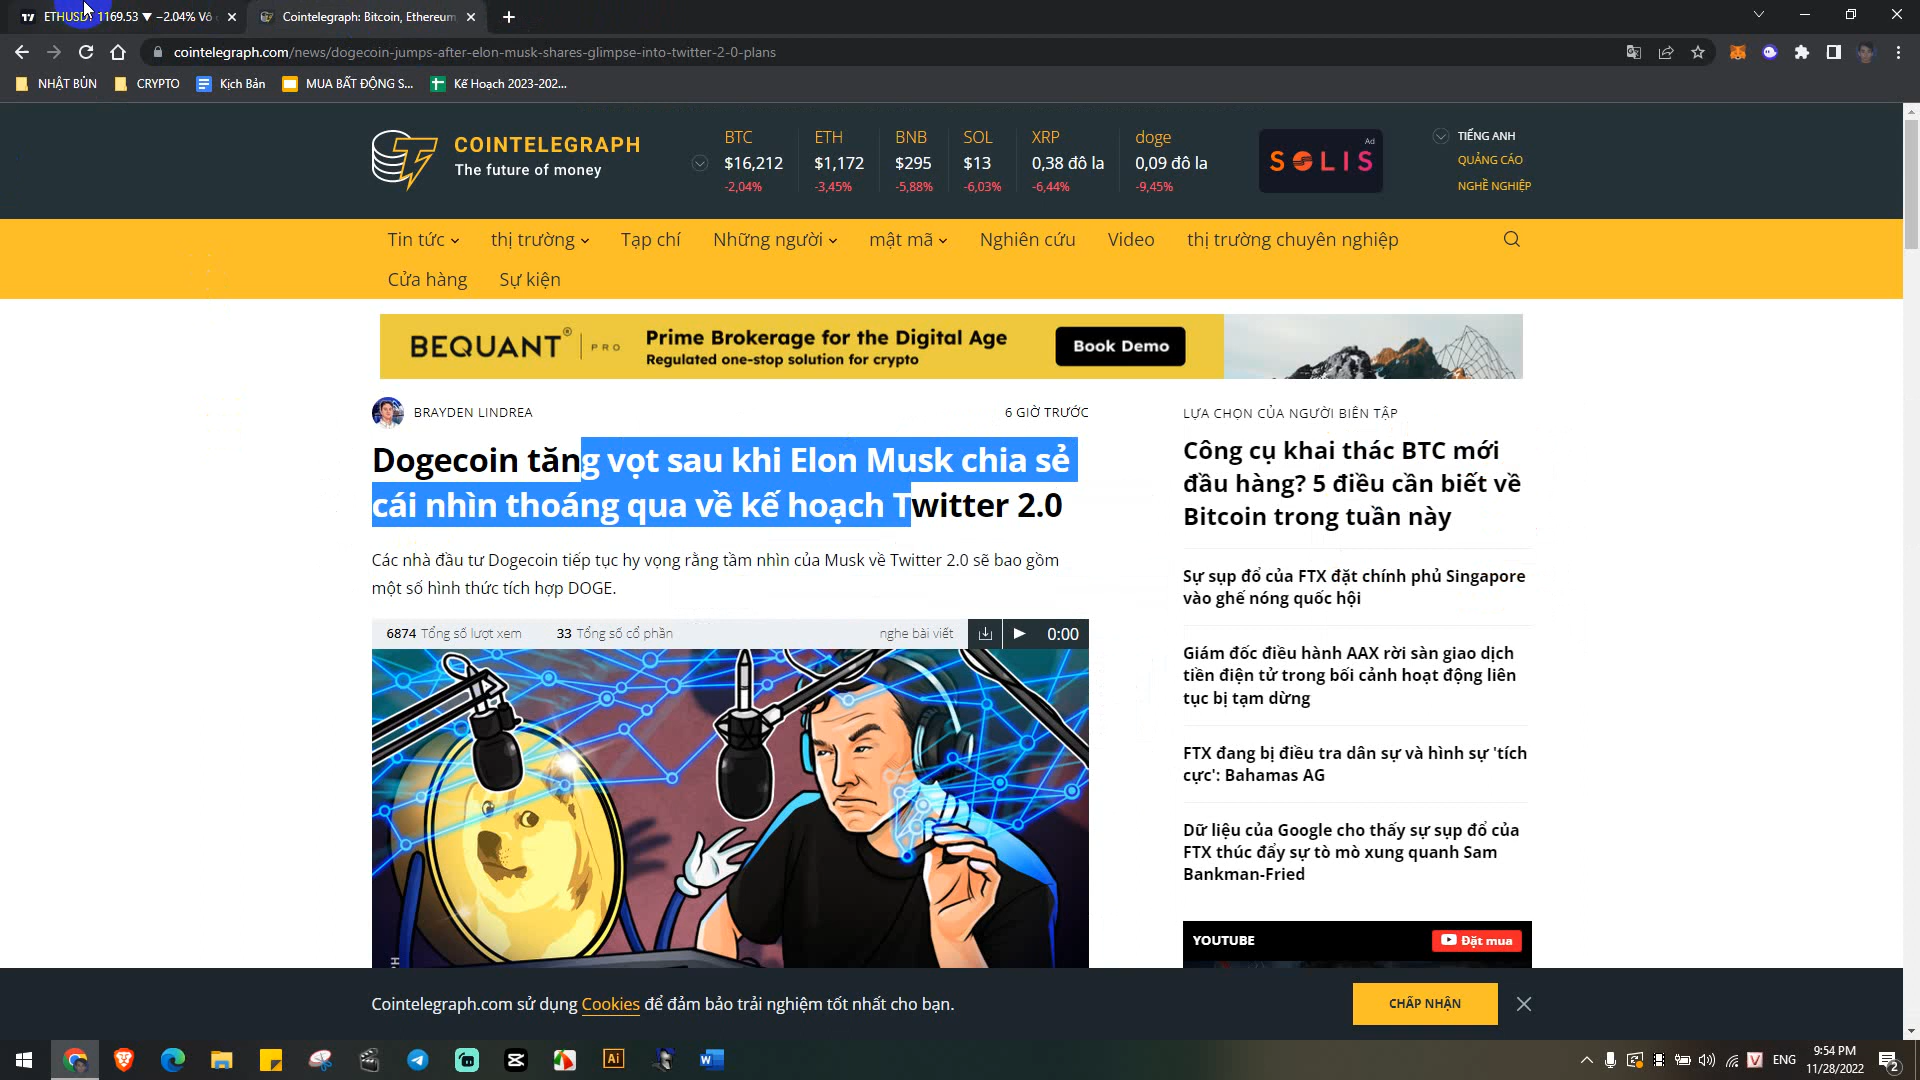 ETHUSDT 1169.53 ▼ −2.04% Vô
Cointelegraph: Bitcoin, Ethereum
cointelegraph.com/news/dogecoin-jumps-after-elon-musk-shares-glimpse-into-twitter-2-0-plans
NHẬT BỦN
CRYPTO
Kịch Bản
MUA BẤT ĐỘNG S...
Kế Hoạch 2023-202...
COINTELEGRAPH
The future of money
BTC ETH BNB SOL XRP doge
$16,212 $1,172 $295 $13 0,38 đô la 0,09 đô la
-2,04% -3,45% -5,88% -6,03% -6,44% -9,45%
Ad
SOLIS
TIẾNG ANH
QUẢNG CÁO
NGHỀ NGHIỆP
Tin tức thị trường Tạp chí Những người mật mã Nghiên cứu Video thị trường chuyên nghiệp
Cửa hàng Sự kiện
BEQUANT® PRO
Prime Brokerage for the Digital Age
Regulated one-stop solution for crypto
Book Demo
BRAYDEN LINDREA
6 GIỜ TRƯỚC
Dogecoin tăng vọt sau khi Elon Musk chia sẻ
cái nhìn thoáng qua về kế hoạch Twitter 2.0
Các nhà đầu tư Dogecoin tiếp tục hy vọng rằng tầm nhìn của Musk về Twitter 2.0 sẽ bao gồm
một số hình thức tích hợp DOGE.
6874 Tổng số lượt xem 33 Tổng số cổ phần
nghe bài viết
0:00
LỰA CHỌN CỦA NGƯỜI BIÊN TẬP
Công cụ khai thác BTC mới
đầu hàng? 5 điều cần biết về
Bitcoin trong tuần này
Sự sụp đổ của FTX đặt chính phủ Singapore
vào ghế nóng quốc hội
Giám đốc điều hành AAX rời sàn giao dịch
tiền điện tử trong bối cảnh hoạt động liên
tục bị tạm dừng
FTX đang bị điều tra dân sự và hình sự 'tích
cực': Bahamas AG
Dữ liệu của Google cho thấy sự sụp đổ của
FTX thúc đẩy sự tò mò xung quanh Sam
Bankman-Fried
YOUTUBE
Đặt mua
Cointelegraph.com sử dụng Cookies để đảm bảo trải nghiệm tốt nhất cho bạn.
CHẤP NHẬN
Ai
V
ENG
9:54 PM
11/28/2022
2